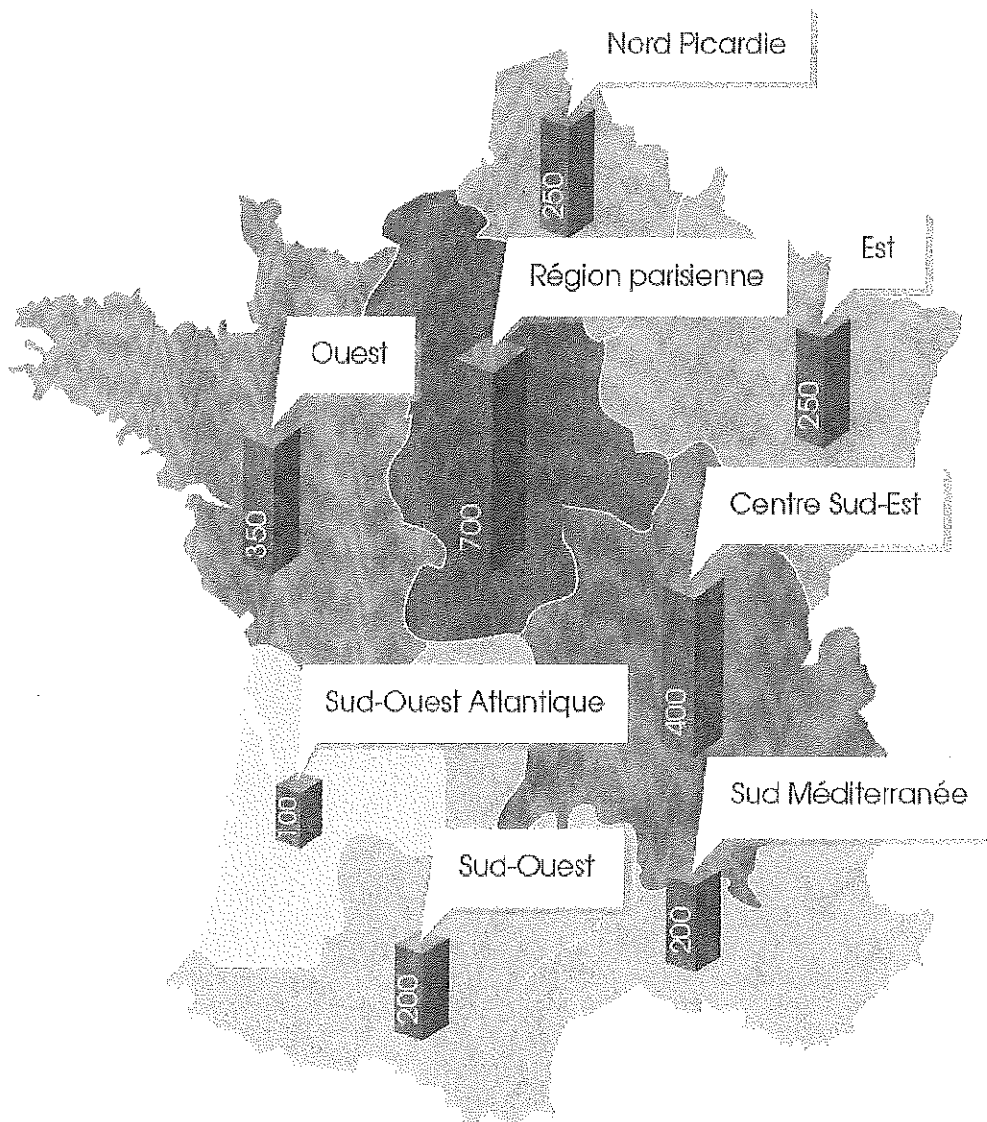 Nord Picardie
250
Est
250
Région parisienne
700
Ouest
350
Centre Sud-Est
400
Sud-Ouest Atlantique
100
Sud Méditerranée
200
Sud-Ouest
200